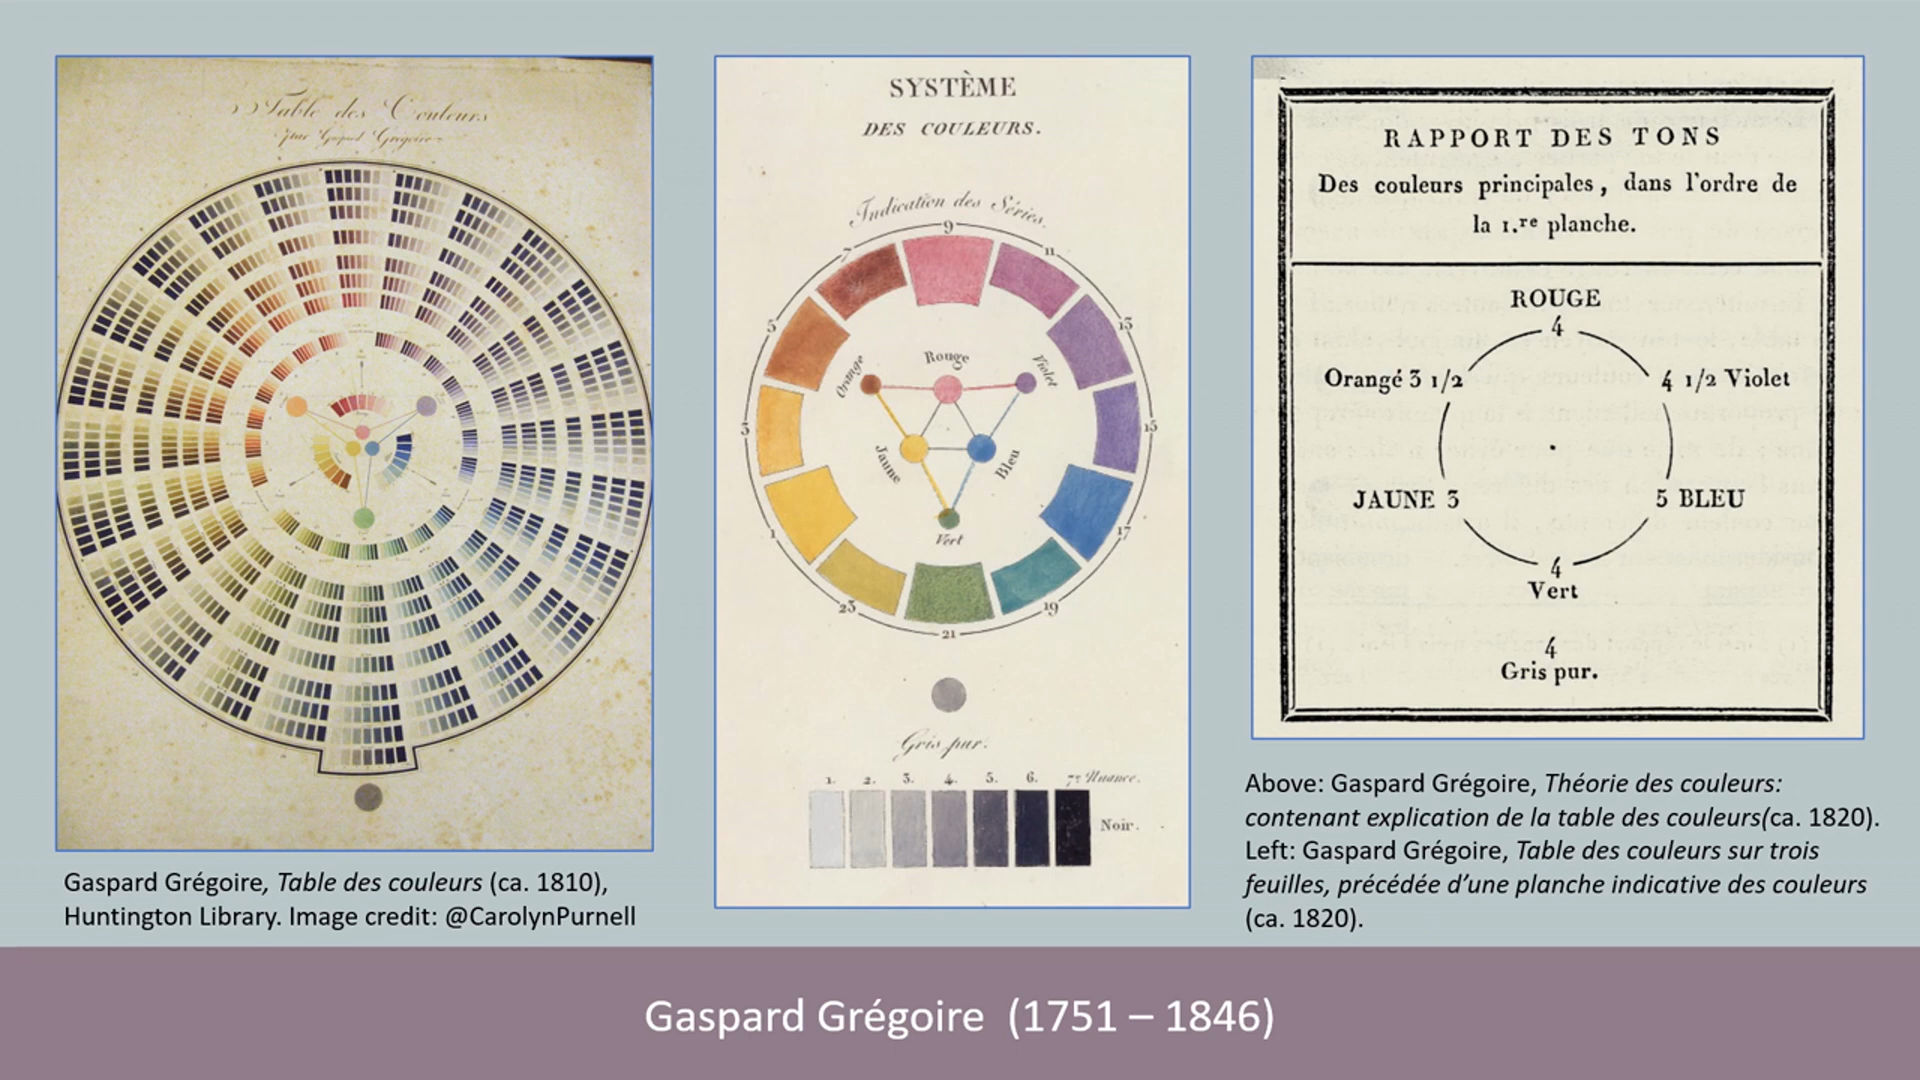 Table des Couleurs
par Gaspard Grégoire
SYSTÈME
DES COULEURS.
Indication des Séries.
9
7
11
5
13
3
15
1
17
23
19
21
Orange
Rouge
Violet
Jaune
Bleu
Vert
Gris pur.
1. 2. 3. 4. 5. 6. 7e Nuance.
Noir.
RAPPORT DES TONS
Des couleurs principales, dans l'ordre de
la 1.re planche.
ROUGE
4
Orangé 3 1/2
4 1/2 Violet
JAUNE 3
5 BLEU
4
Vert
4
Gris pur.
Gaspard Grégoire, Table des couleurs (ca. 1810),
Huntington Library. Image credit: @CarolynPurnell
Above: Gaspard Grégoire, Théorie des couleurs:
contenant explication de la table des couleurs(ca. 1820).
Left: Gaspard Grégoire, Table des couleurs sur trois
feuilles, précédée d'une planche indicative des couleurs
(ca. 1820).
Gaspard Grégoire (1751 – 1846)